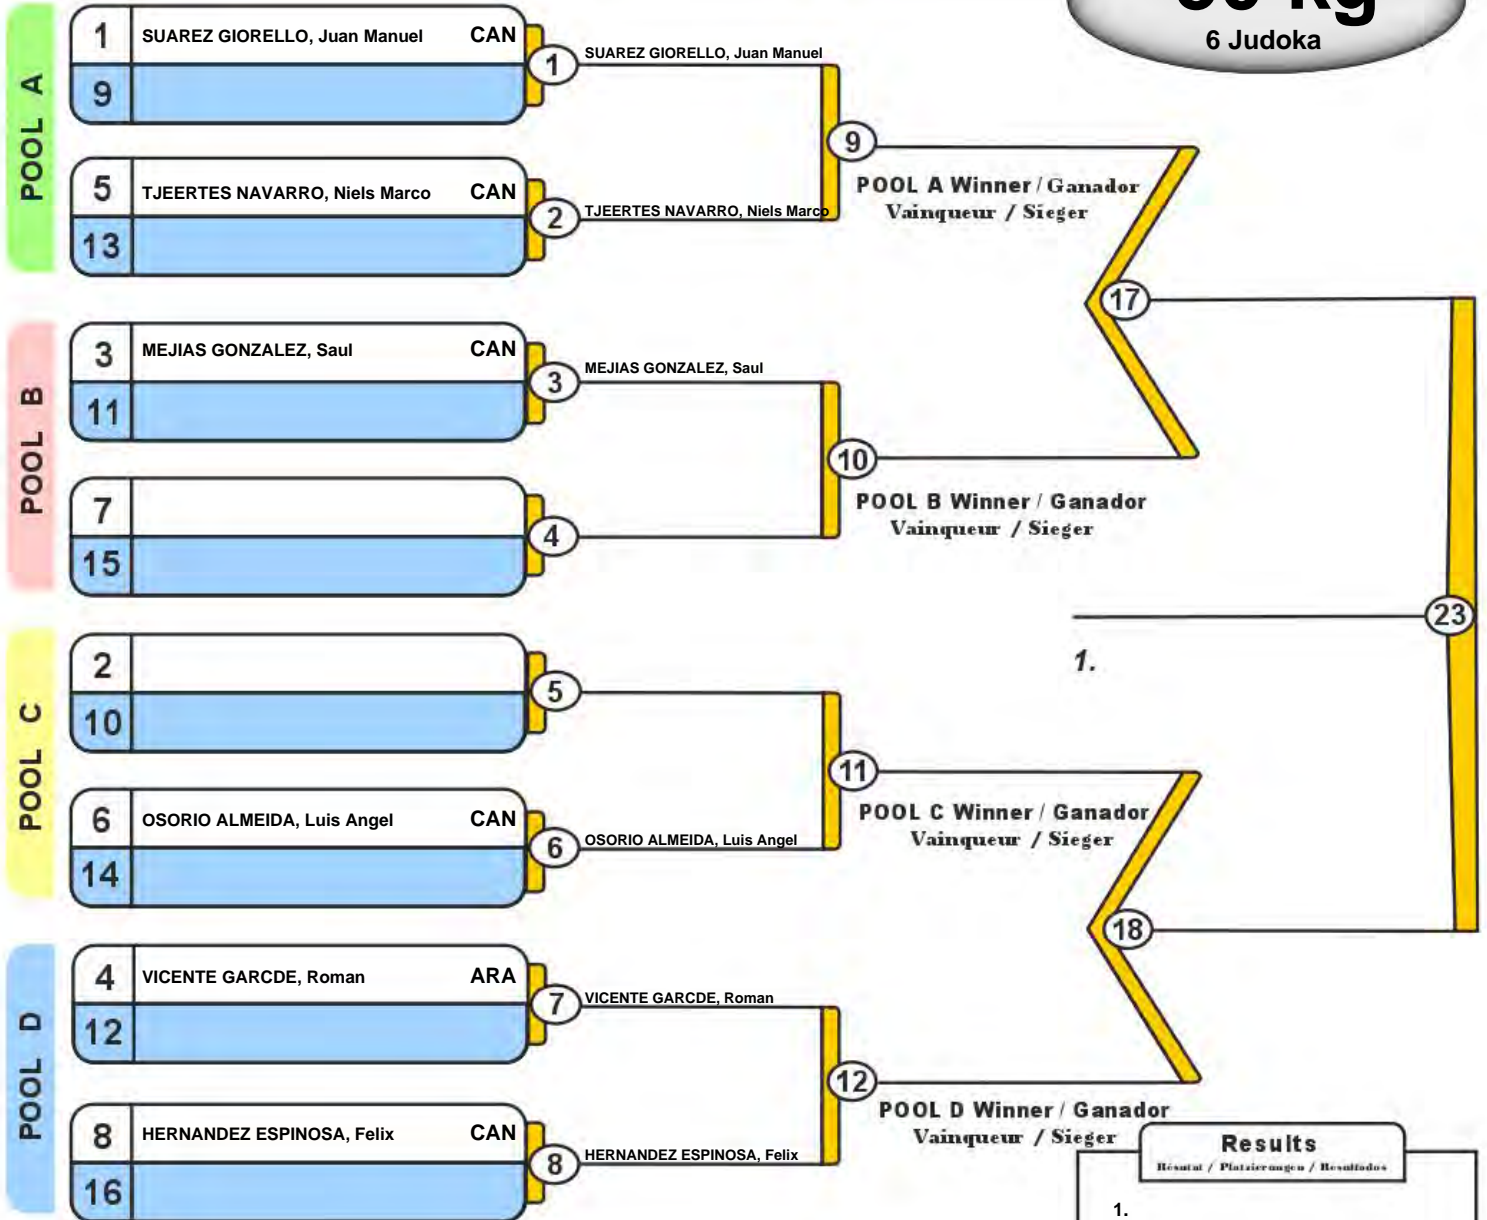 6 Judoka
POOL A
1 SUAREZ GIORELLO, Juan Manuel CAN
9
1
SUAREZ GIORELLO, Juan Manuel
5 TJEERTES NAVARRO, Niels Marco CAN
13
2
TJEERTES NAVARRO, Niels Marco
9
POOL A Winner / Ganador
Vainqueur / Sieger
POOL B
3 MEJIAS GONZALEZ, Saul CAN
11
3
MEJIAS GONZALEZ, Saul
7
15
4
10
POOL B Winner / Ganador
Vainqueur / Sieger
17
POOL C
2
10
5
6 OSORIO ALMEIDA, Luis Angel CAN
14
6
OSORIO ALMEIDA, Luis Angel
11
POOL C Winner / Ganador
Vainqueur / Sieger
POOL D
4 VICENTE GARCDE, Roman ARA
12
7
VICENTE GARCDE, Roman
8 HERNANDEZ ESPINOSA, Felix CAN
16
8
HERNANDEZ ESPINOSA, Felix
12
POOL D Winner / Ganador
Vainqueur / Sieger
18
23
1.
Results
Résutat / Platzierungen / Resultados
1.